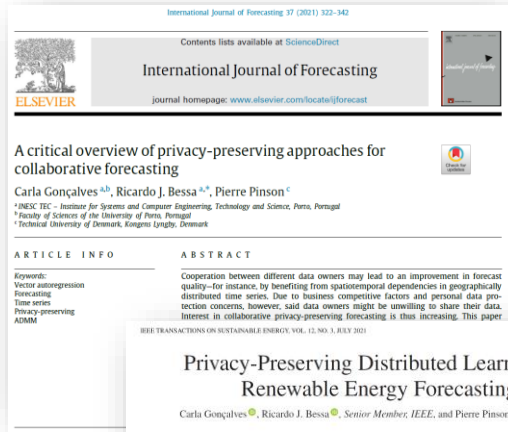 International Journal of Forecasting 37 (2021) 322–342
Contents lists available at ScienceDirect
International Journal of Forecasting
journal homepage: www.elsevier.com/locate/ijforecast
ELSEVIER
A critical overview of privacy-preserving approaches for
collaborative forecasting
Check for
updates
Carla Gonçalves a,b, Ricardo J. Bessa a,*, Pierre Pinson c
a INESC TEC – Institute for Systems and Computer Engineering, Technology and Science, Porto, Portugal
b Faculty of Sciences of the University of Porto, Portugal
c Technical University of Denmark, Kongens Lyngby, Denmark
ARTICLE INFO
Keywords:
Vector autoregression
Forecasting
Time series
Privacy-preserving
ADMM
ABSTRACT
Cooperation between different data owners may lead to an improvement in forecast
quality—for instance, by benefiting from spatiotemporal dependencies in geographically
distributed time series. Due to business competitive factors and personal data pro-
tection concerns, however, said data owners might be unwilling to share their data.
Interest in collaborative privacy-preserving forecasting is thus increasing. This paper
IEEE TRANSACTIONS ON SUSTAINABLE ENERGY, VOL. 12, NO. 3, JULY 2021
Privacy-Preserving Distributed Learn
Renewable Energy Forecasting
Carla Gonçalves, Ricardo J. Bessa, Senior Member, IEEE, and Pierre Pinson